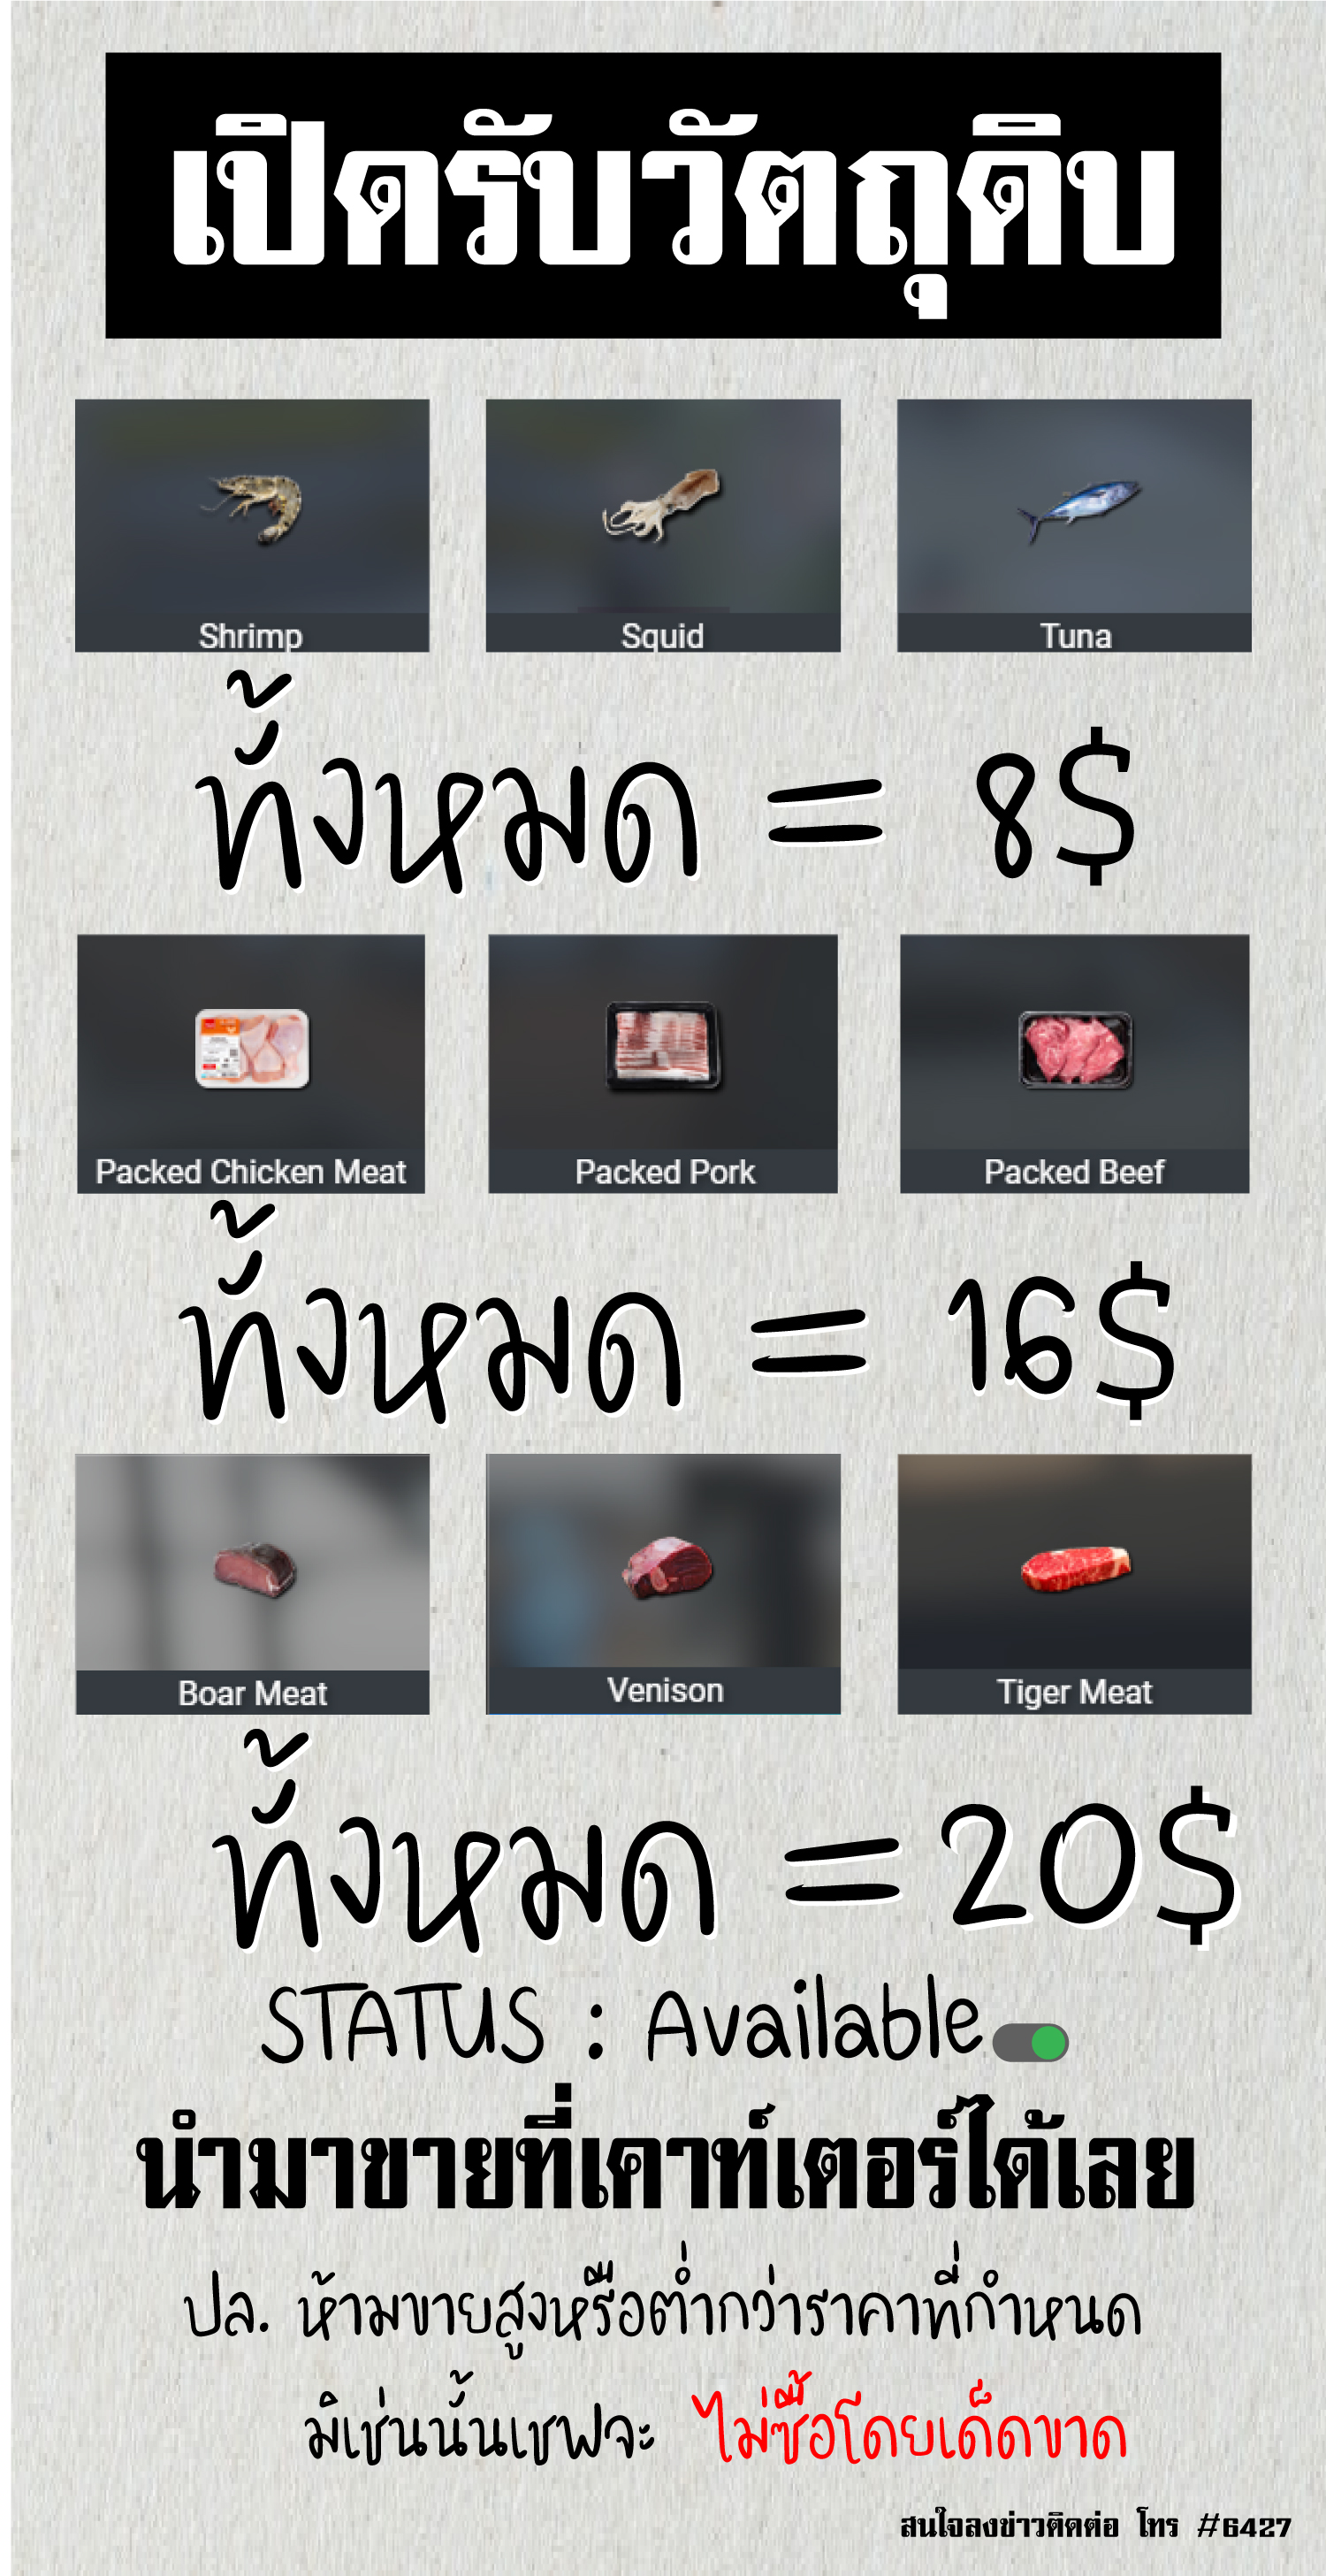 เปิดรับวัตถุดิบ
Shrimp Squid Tuna
ทั้งหมด = 8$
Packed Chicken Meat Packed Pork Packed Beef
ทั้งหมด = 16$
Boar Meat Venison Tiger Meat
ทั้งหมด = 20$
STATUS : Available
นำมาขายที่เคาท์เตอร์ได้เลย
ปล. ห้ามขายสูงหรือต่ำกว่าราคาที่กำหนด
มิเช่นนั้นเชฟจะ ไม่ซื้อโดยเด็ดขาด
สนใจลงข่าวติดต่อ โทร #6427